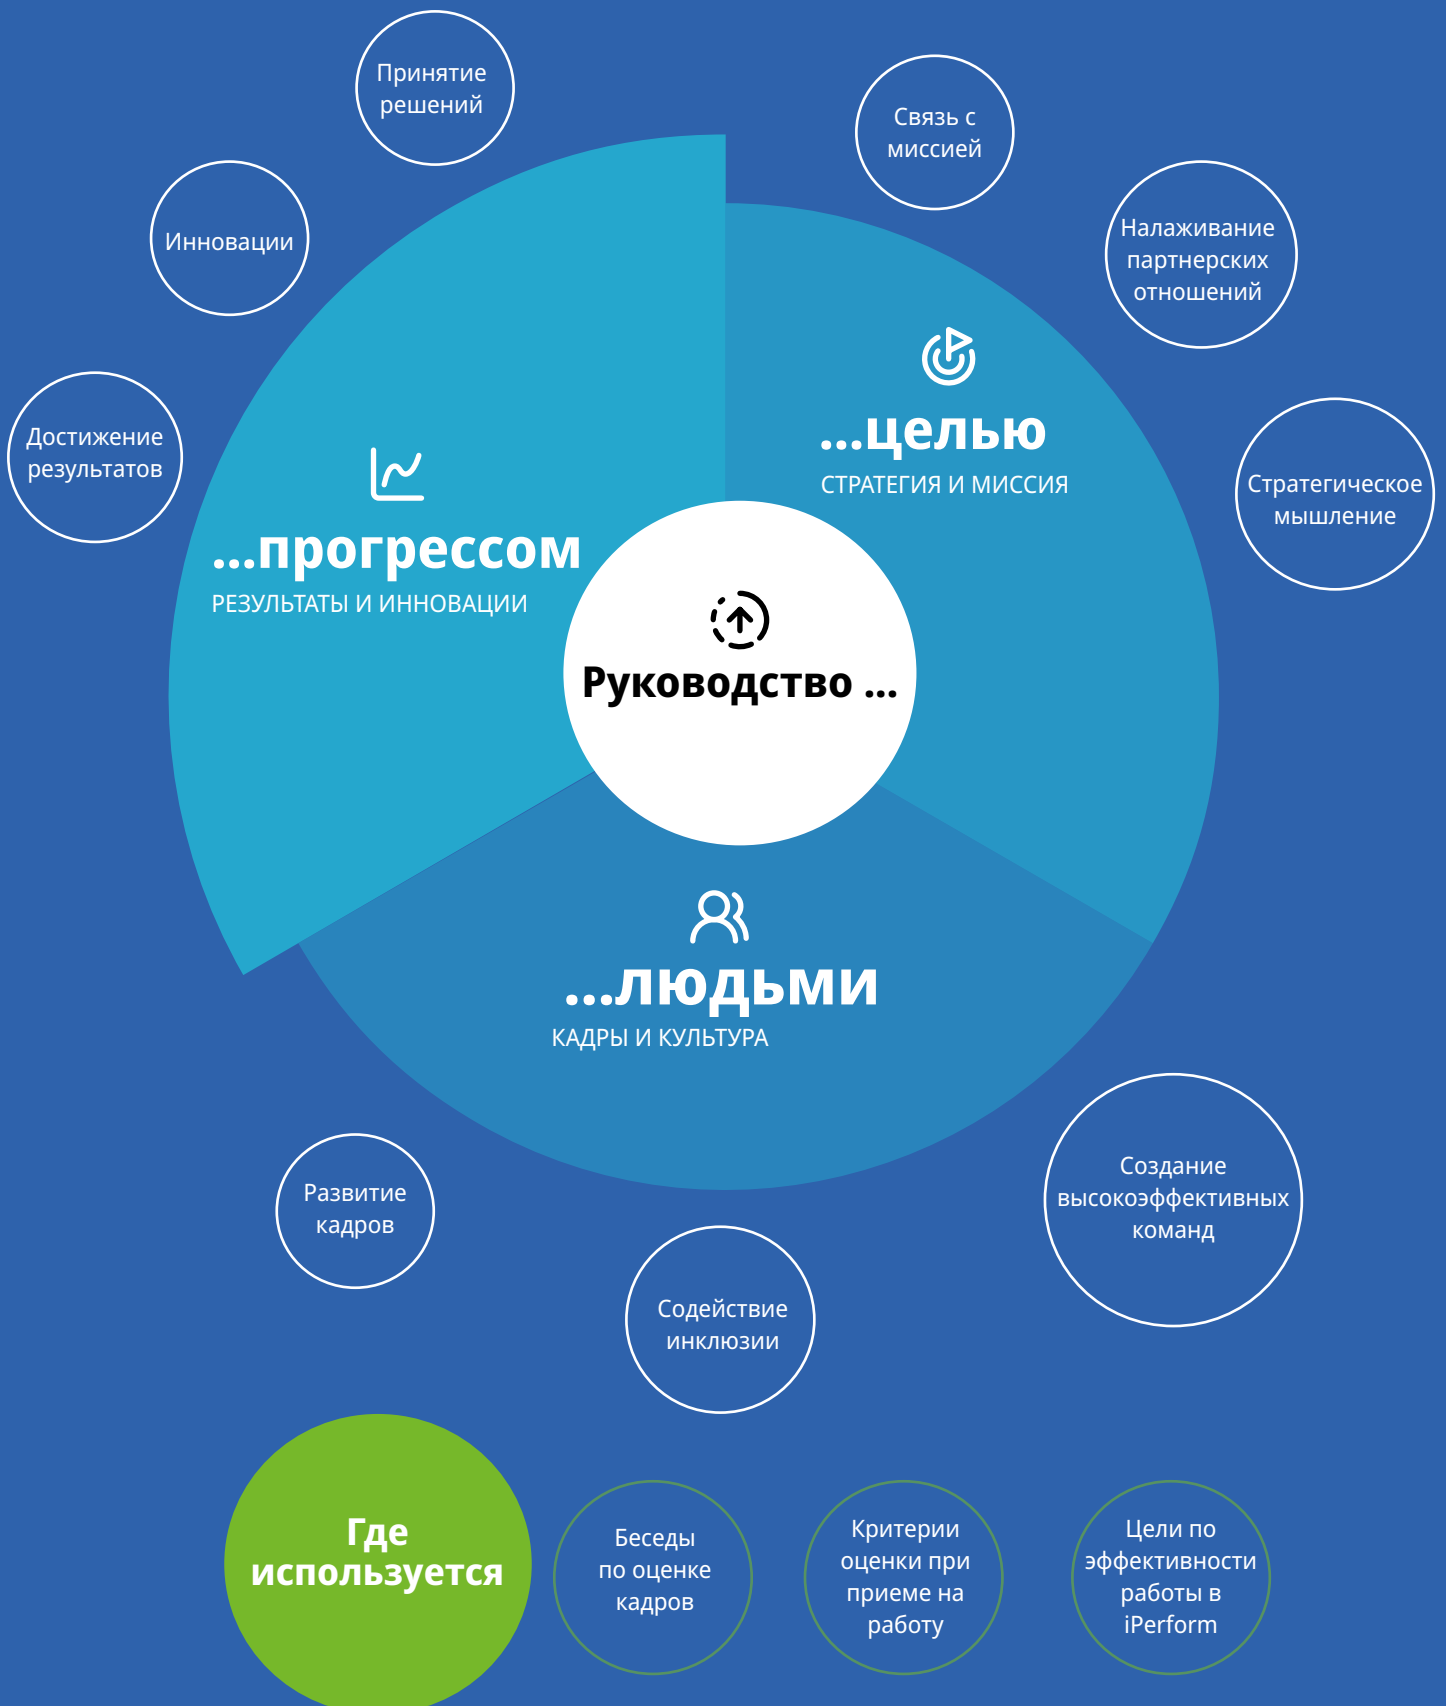 Принятие
решений
Связь с
миссией
Инновации
Налаживание
партнерских
отношений
Достижение
результатов
...целью
СТРАТЕГИЯ И МИССИЯ
Стратегическое
мышление
...прогрессом
РЕЗУЛЬТАТЫ И ИННОВАЦИИ
Руководство ...
...людьми
КАДРЫ И КУЛЬТУРА
Развитие
кадров
Содействие
инклюзии
Создание
высокоэффективных
команд
Где
используется
Беседы
по оценке
кадров
Критерии
оценки при
приеме на
работу
Цели по
эффективности
работы в
iPerform